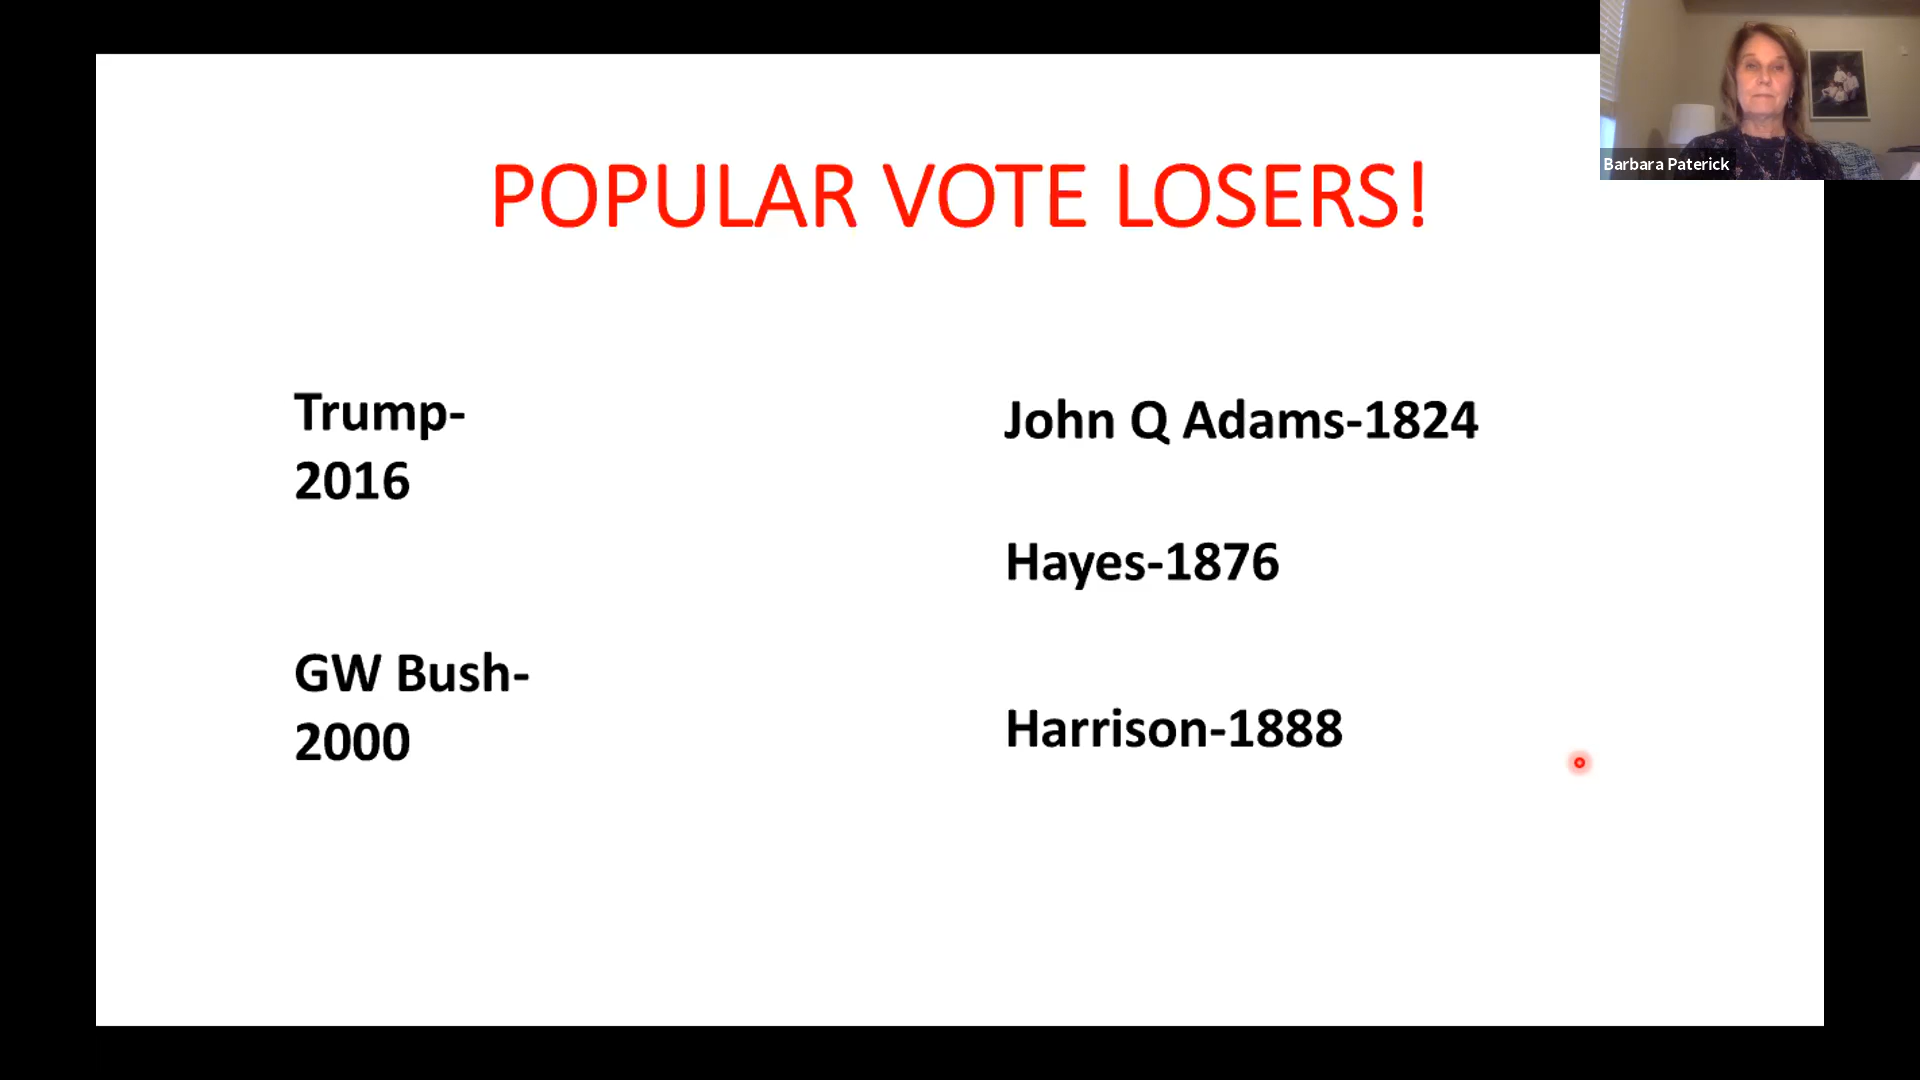 POPULAR VOTE LOSERS!
Barbara Paterick
Trump-
2016
GW Bush-
2000
John Q Adams-1824
Hayes-1876
Harrison-1888